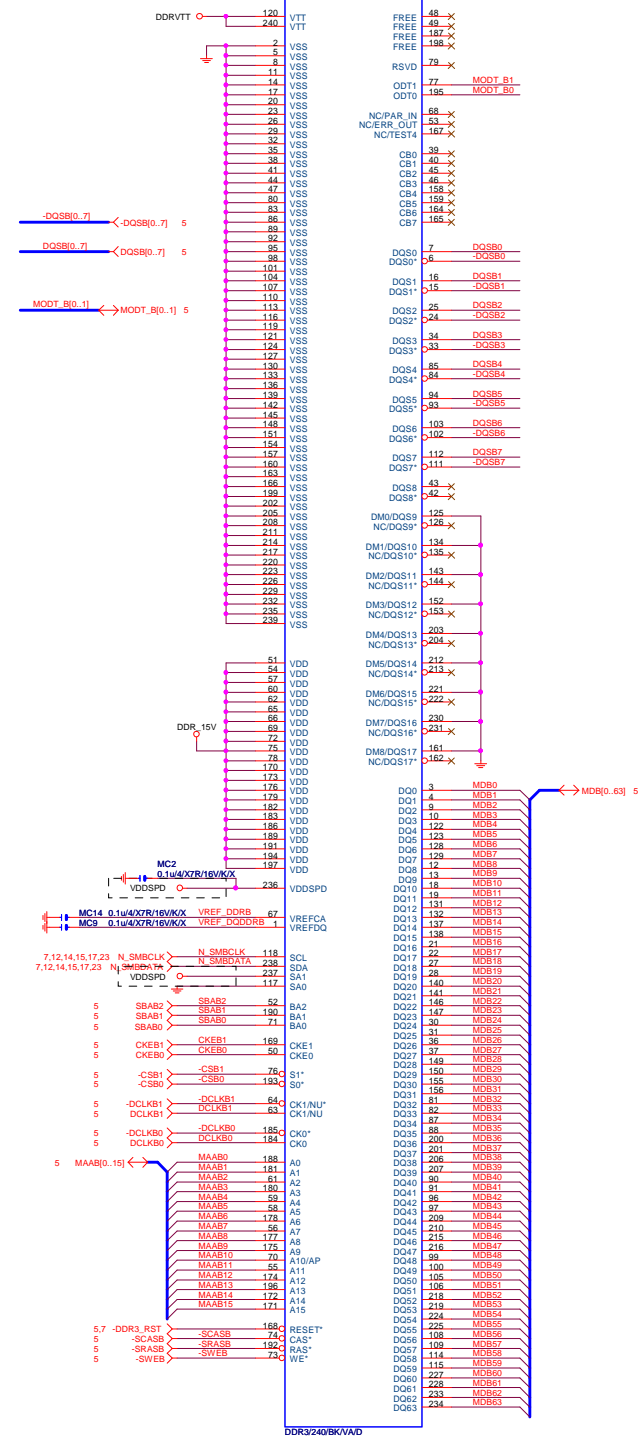 DDRVTT 120 VTT
240 VTT
2 VSS
5 VSS
8 VSS
11 VSS
14 VSS
17 VSS
20 VSS
23 VSS
26 VSS
29 VSS
32 VSS
35 VSS
38 VSS
41 VSS
44 VSS
47 VSS
80 VSS
83 VSS
86 VSS
89 VSS
92 VSS
95 VSS
98 VSS
101 VSS
104 VSS
107 VSS
110 VSS
113 VSS
116 VSS
119 VSS
121 VSS
124 VSS
127 VSS
130 VSS
133 VSS
136 VSS
139 VSS
142 VSS
145 VSS
148 VSS
151 VSS
154 VSS
157 VSS
160 VSS
163 VSS
166 VSS
199 VSS
202 VSS
205 VSS
208 VSS
211 VSS
214 VSS
217 VSS
220 VSS
223 VSS
226 VSS
229 VSS
232 VSS
235 VSS
239 VSS
-DQSB[0..7] -DQSB[0..7] 5
DQSB[0..7] DQSB[0..7] 5
MODT_B[0..1] MODT_B[0..1] 5
51 VDD
54 VDD
57 VDD
60 VDD
62 VDD
65 VDD
66 VDD
DDR_15V 69 VDD
72 VDD
75 VDD
78 VDD
170 VDD
173 VDD
176 VDD
179 VDD
182 VDD
183 VDD
186 VDD
189 VDD
191 VDD
194 VDD
197 VDD
MC2
0.1u/4/X7R/16V/K/X
VDDSPD 236 VDDSPD
MC14 0.1u/4/X7R/16V/K/X VREF_DDRB 67 VREFCA
MC9 0.1u/4/X7R/16V/K/X VREF_DQDDRB 1 VREFDQ
7,12,14,15,17,23 N_SMBCLK N_SMBCLK 118 SCL
7,12,14,15,17,23 N_SMBDATA N_SMBDATA 238 SDA
VDDSPD 237 SA1
117 SA0
5 SBAB2 SBAB2 52 BA2
5 SBAB1 SBAB1 190 BA1
5 SBAB0 SBAB0 71 BA0
5 CKEB1 CKEB1 169 CKE1
5 CKEB0 CKEB0 50 CKE0
5 -CSB1 -CSB1 76 S1*
5 -CSB0 -CSB0 193 S0*
5 -DCLKB1 -DCLKB1 64 CK1/NU*
5 DCLKB1 DCLKB1 63 CK1/NU
5 -DCLKB0 -DCLKB0 185 CK0*
5 DCLKB0 DCLKB0 184 CK0
5 MAAB[0..15] MAAB0 188 A0
MAAB1 181 A1
MAAB2 61 A2
MAAB3 180 A3
MAAB4 59 A4
MAAB5 58 A5
MAAB6 178 A6
MAAB7 56 A7
MAAB8 177 A8
MAAB9 175 A9
MAAB10 70 A10/AP
MAAB11 55 A11
MAAB12 174 A12
MAAB13 196 A13
MAAB14 172 A14
MAAB15 171 A15
5,7 -DDR3_RST 168 RESET*
5 -SCASB -SCASB 74 CAS*
5 -SRASB -SRASB 192 RAS*
5 -SWEB -SWEB 73 WE*
FREE 48
FREE 49
FREE 187
FREE 198
RSVD 79
ODT1 77 MODT_B1
ODT0 195 MODT_B0
NC/PAR_IN 68
NC/ERR_OUT 53
NC/TEST4 167
CB0 39
CB1 40
CB2 45
CB3 46
CB4 158
CB5 159
CB6 164
CB7 165
DQS0 7 DQSB0
DQS0* 6 -DQSB0
DQS1 16 DQSB1
DQS1* 15 -DQSB1
DQS2 25 DQSB2
DQS2* 24 -DQSB2
DQS3 34 DQSB3
DQS3* 33 -DQSB3
DQS4 85 DQSB4
DQS4* 84 -DQSB4
DQS5 94 DQSB5
DQS5* 93 -DQSB5
DQS6 103 DQSB6
DQS6* 102 -DQSB6
DQS7 112 DQSB7
DQS7* 111 -DQSB7
DQS8 43
DQS8* 42
DM0/DQS9 125
NC/DQS9* 126
DM1/DQS10 134
NC/DQS10* 135
DM2/DQS11 143
NC/DQS11* 144
DM3/DQS12 152
NC/DQS12* 153
DM4/DQS13 203
NC/DQS13* 204
DM5/DQS14 212
NC/DQS14* 213
DM6/DQS15 221
NC/DQS15* 222
DM7/DQS16 230
NC/DQS16* 231
DM8/DQS17 161
NC/DQS17* 162
DQ0 3 MDB0 MDB[0..63] 5
DQ1 4 MDB1
DQ2 9 MDB2
DQ3 10 MDB3
DQ4 122 MDB4
DQ5 123 MDB5
DQ6 128 MDB6
DQ7 129 MDB7
DQ8 12 MDB8
DQ9 13 MDB9
DQ10 18 MDB10
DQ11 19 MDB11
DQ12 131 MDB12
DQ13 132 MDB13
DQ14 137 MDB14
DQ15 138 MDB15
DQ16 21 MDB16
DQ17 22 MDB17
DQ18 27 MDB18
DQ19 28 MDB19
DQ20 140 MDB20
DQ21 141 MDB21
DQ22 146 MDB22
DQ23 147 MDB23
DQ24 30 MDB24
DQ25 31 MDB25
DQ26 36 MDB26
DQ27 37 MDB27
DQ28 149 MDB28
DQ29 150 MDB29
DQ30 155 MDB30
DQ31 156 MDB31
DQ32 81 MDB32
DQ33 82 MDB33
DQ34 87 MDB34
DQ35 88 MDB35
DQ36 200 MDB36
DQ37 201 MDB37
DQ38 206 MDB38
DQ39 207 MDB39
DQ40 90 MDB40
DQ41 91 MDB41
DQ42 96 MDB42
DQ43 97 MDB43
DQ44 209 MDB44
DQ45 210 MDB45
DQ46 215 MDB46
DQ47 216 MDB47
DQ48 99 MDB48
DQ49 100 MDB49
DQ50 105 MDB50
DQ51 106 MDB51
DQ52 218 MDB52
DQ53 219 MDB53
DQ54 224 MDB54
DQ55 225 MDB55
DQ56 108 MDB56
DQ57 109 MDB57
DQ58 114 MDB58
DQ59 115 MDB59
DQ60 227 MDB60
DQ61 228 MDB61
DQ62 233 MDB62
DQ63 234 MDB63
DDR3/240/BK/VA/D